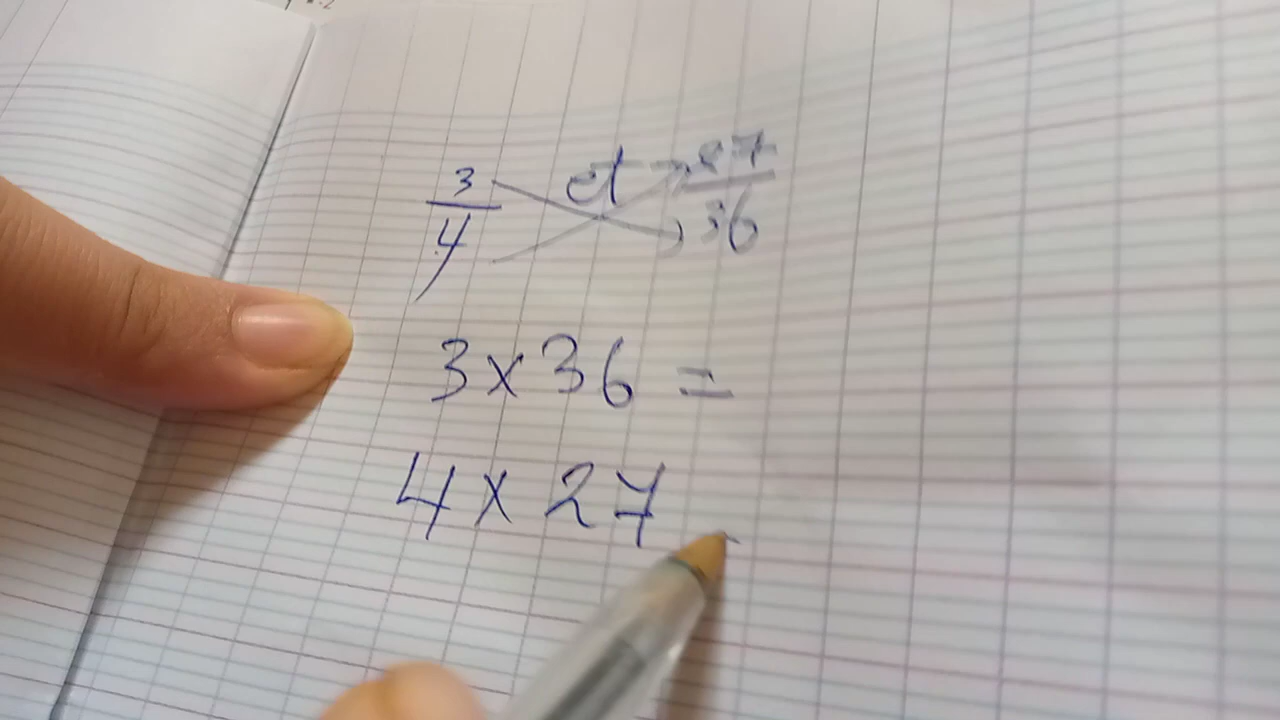 3/4 et 27/36
3 x 36 =
4 x 27